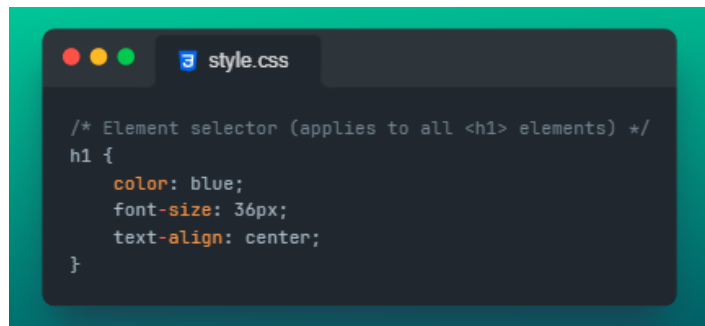 style.css
/* Element selector (applies to all <h1> elements) */
h1 {
    color: blue;
    font-size: 36px;
    text-align: center;
}